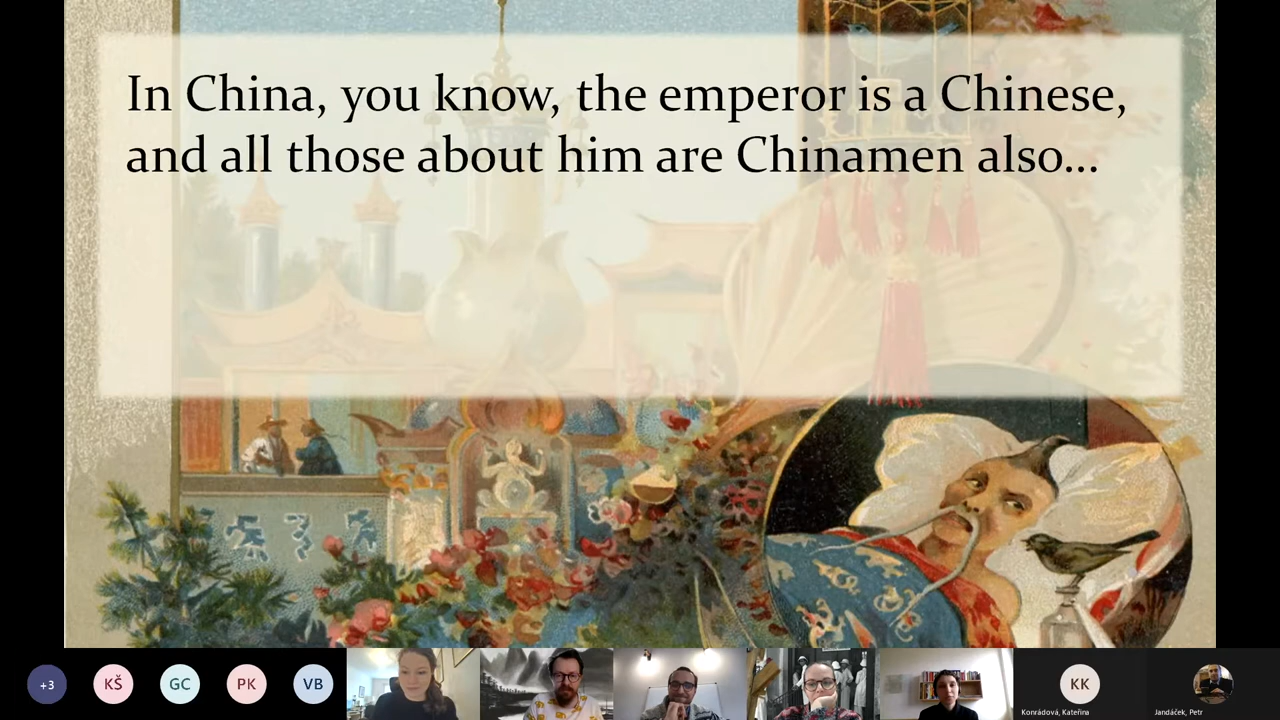 In China, you know, the emperor is a Chinese,
and all those about him are Chinamen also...
+3
KŠ
GC
PK
VB
KK
Konrádová, Kateřina
Jandáček, Petr